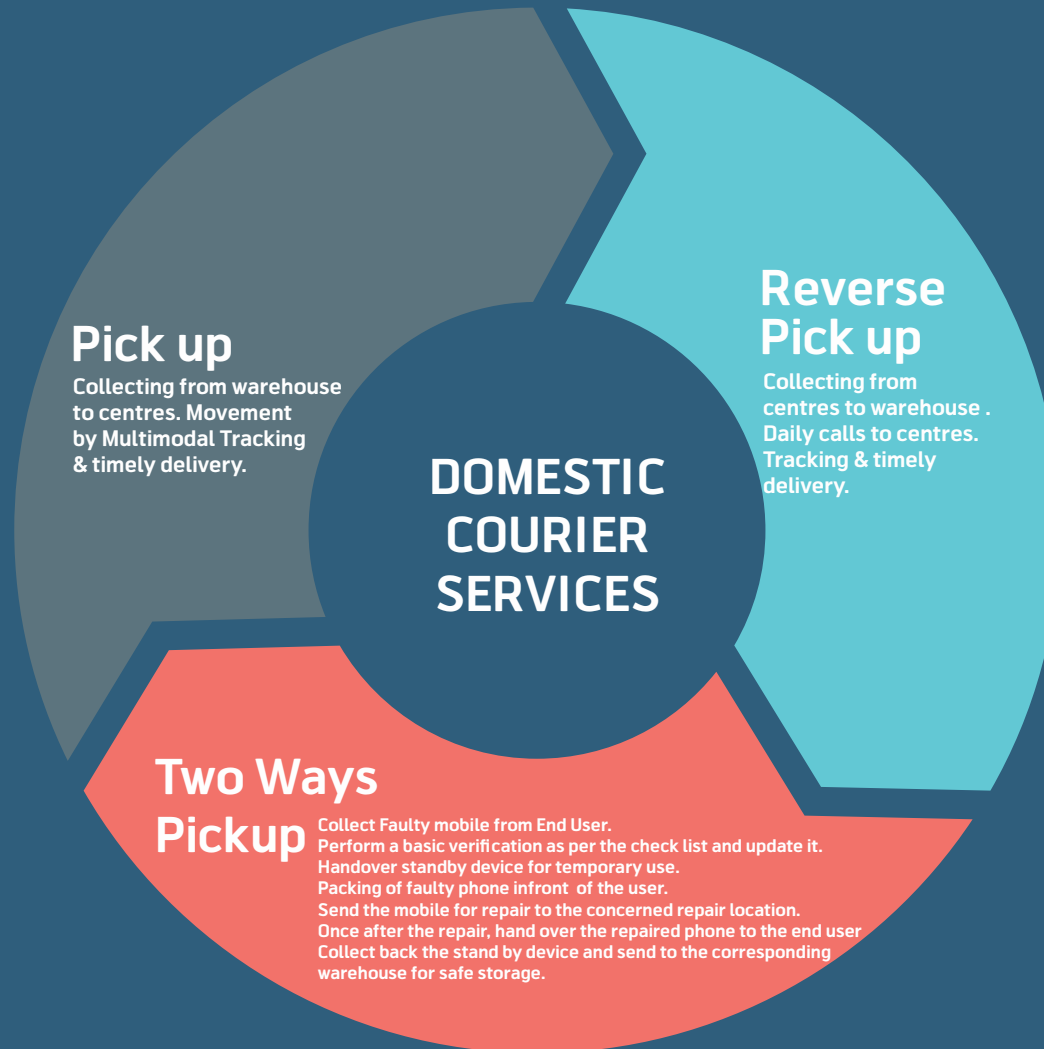 Pick up
Collecting from warehouse
to centres. Movement
by Multimodal Tracking
& timely delivery.
Reverse
Pick up
Collecting from
centres to warehouse .
Daily calls to centres.
Tracking & timely
delivery.
DOMESTIC
COURIER
SERVICES
Two Ways
Pickup
Collect Faulty mobile from End User.
Perform a basic verification as per the check list and update it.
Handover standby device for temporary use.
Packing of faulty phone infront  of the user.
Send the mobile for repair to the concerned repair location.
Once after the repair, hand over the repaired phone to the end user
Collect back the stand by device and send to the corresponding
warehouse for safe storage.